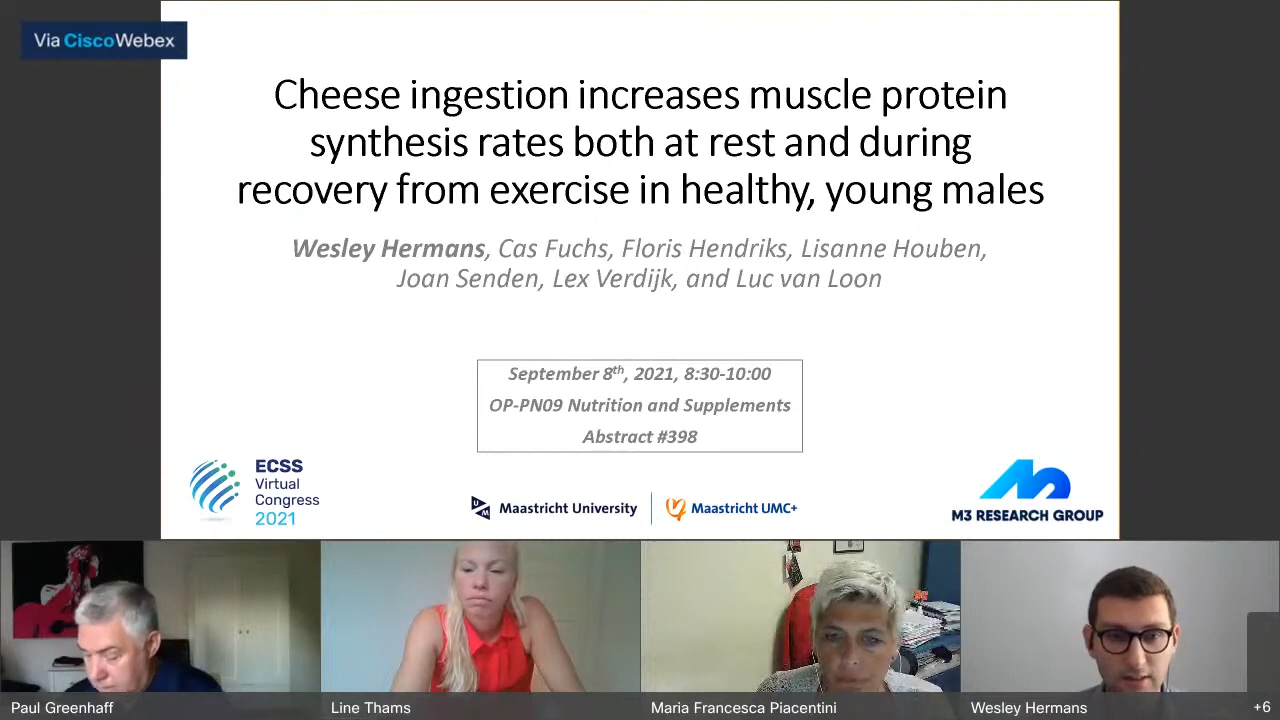 Via CiscoWebex
Cheese ingestion increases muscle protein
synthesis rates both at rest and during
recovery from exercise in healthy, young males
Wesley Hermans, Cas Fuchs, Floris Hendriks, Lisanne Houben,
Joan Senden, Lex Verdijk, and Luc van Loon
September 8th, 2021, 8:30-10:00
OP-PN09 Nutrition and Supplements
Abstract #398
ECSS
Virtual
Congress
2021
UM
Maastricht University
Maastricht UMC+
M3 RESEARCH GROUP
Paul Greenhaff
Line Thams
Maria Francesca Piacentini
Wesley Hermans
+6